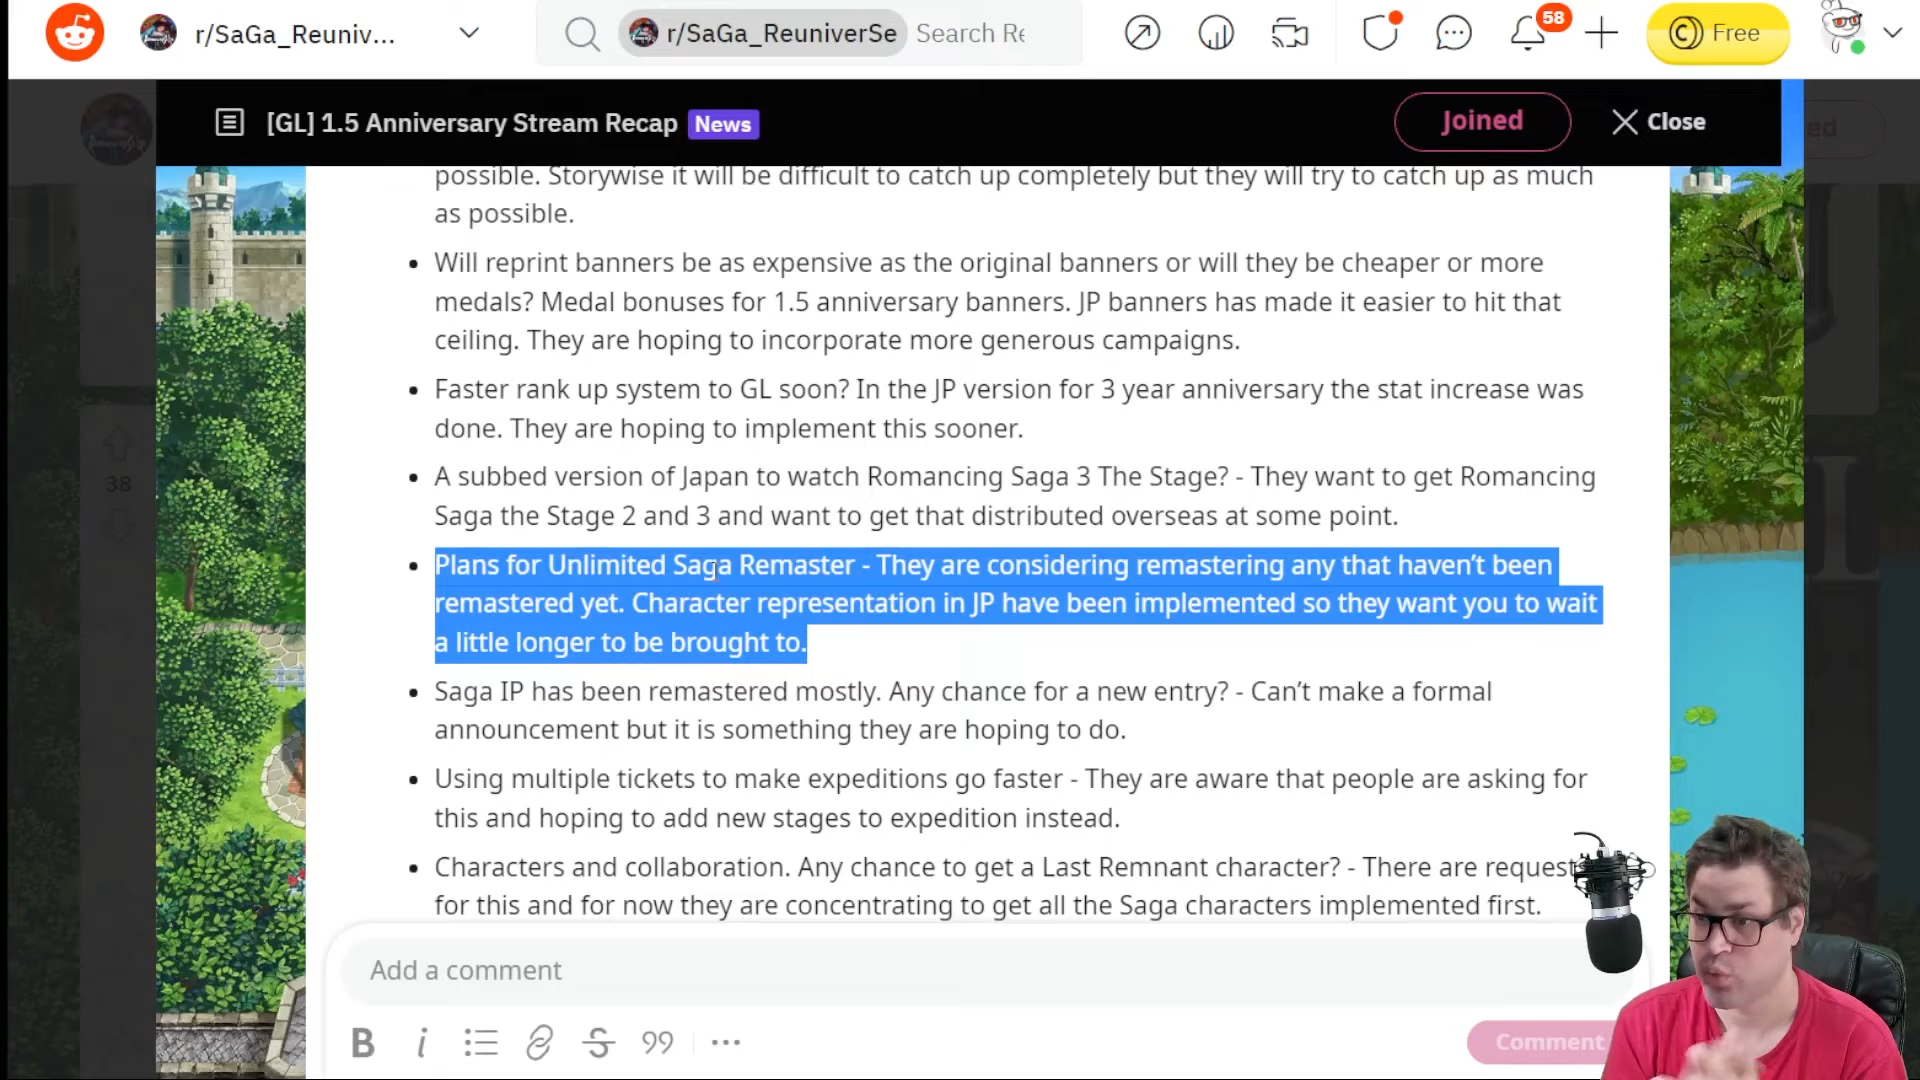 r/SaGa_Reuniv...
r/SaGa_ReuniverSe
Search Re
58
Free
[GL] 1.5 Anniversary Stream Recap
News
Joined
Close
possible. Storywise it will be difficult to catch up completely but they will try to catch up as much
as possible.
Will reprint banners be as expensive as the original banners or will they be cheaper or more
medals? Medal bonuses for 1.5 anniversary banners. JP banners has made it easier to hit that
ceiling. They are hoping to incorporate more generous campaigns.
Faster rank up system to GL soon? In the JP version for 3 year anniversary the stat increase was
done. They are hoping to implement this sooner.
38
A subbed version of Japan to watch Romancing Saga 3 The Stage? - They want to get Romancing
Saga the Stage 2 and 3 and want to get that distributed overseas at some point.
Plans for Unlimited Saga Remaster - They are considering remastering any that haven’t been
remastered yet. Character representation in JP have been implemented so they want you to wait
a little longer to be brought to.
Saga IP has been remastered mostly. Any chance for a new entry? - Can’t make a formal
announcement but it is something they are hoping to do.
Using multiple tickets to make expeditions go faster - They are aware that people are asking for
this and hoping to add new stages to expedition instead.
Characters and collaboration. Any chance to get a Last Remnant character? - There are request
for this and for now they are concentrating to get all the Saga characters implemented first.
Add a comment
B i S 99 ...
Comment